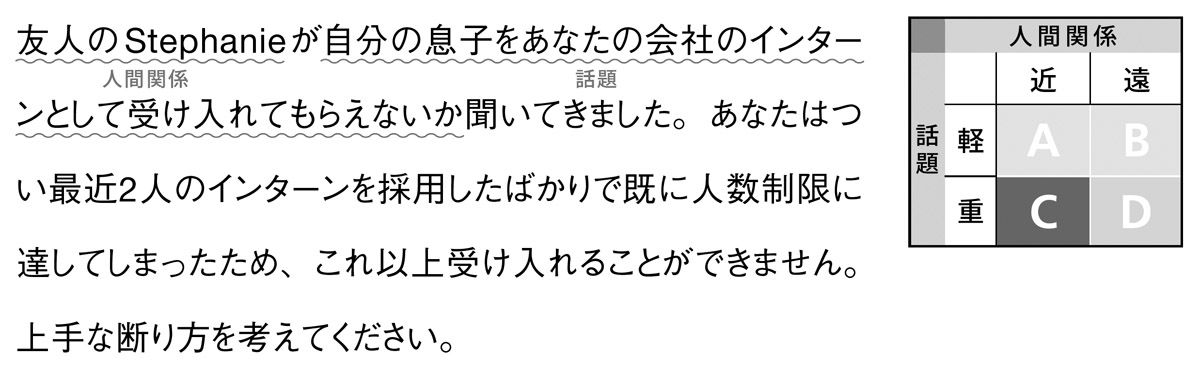 友人のStephanieが自分の息子をあなたの会社のインター
人間関係
話題
ンとして受け入れてもらえないか聞いてきました。あなたはつ
い最近2人のインターンを採用したばかりで既に人数制限に
達してしまったため、これ以上受け入れることができません。
上手な断り方を考えてください。
人間関係
近 遠
話題
軽 A B
重 C D